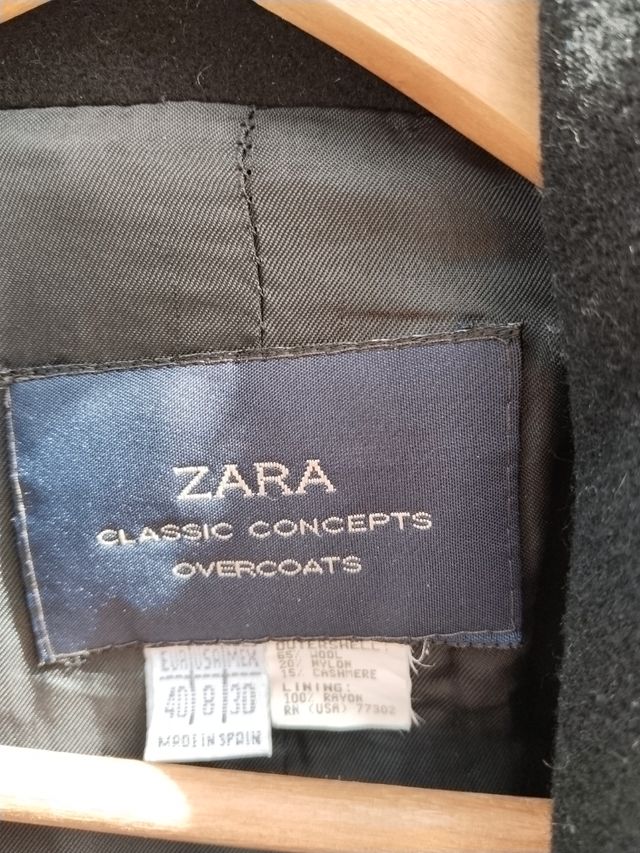 ZARA
CLASSIC CONCEPTS
OVERCOATS
EUR|USA|MEX
40|8|30
MADE IN SPAIN
OUTERSHELL:
65% WOOL
20% NYLON
15% CASHMERE
LINING:
100% RAYON
RN (USA) 77302